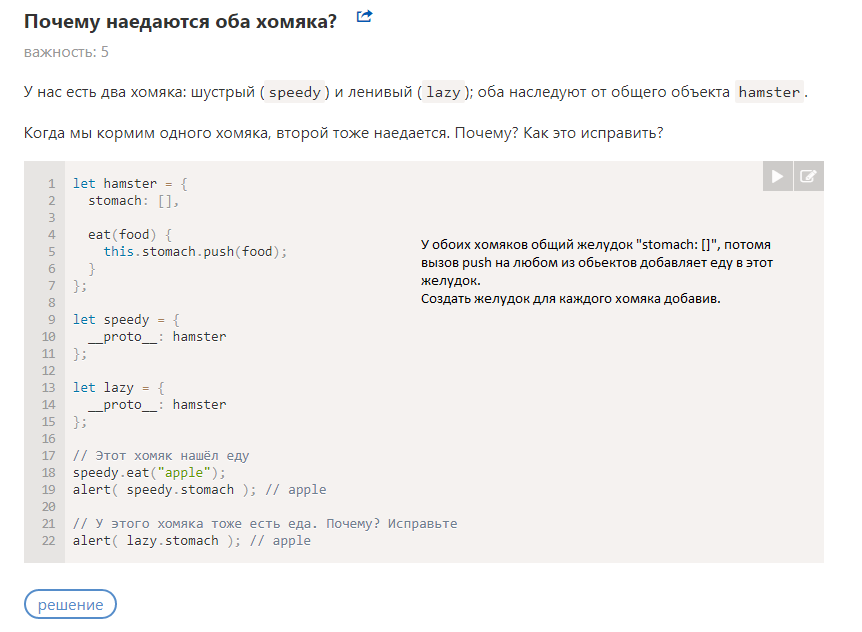 Почему наедаются оба хомяка?
важность: 5
У нас есть два хомяка: шустрый (speedy) и ленивый (lazy); оба наследуют от общего объекта hamster.
Когда мы кормим одного хомяка, второй тоже наедается. Почему? Как это исправить?
1 let hamster = {
2 stomach: [],
3
4 eat(food) {
5 this.stomach.push(food);
6 }
7 };
8
9 let speedy = {
10 __proto__: hamster
11 };
12
13 let lazy = {
14 __proto__: hamster
15 };
16
17 // Этот хомяк нашёл еду
18 speedy.eat("apple");
19 alert( speedy.stomach ); // apple
20
21 // У этого хомяка тоже есть еда. Почему? Исправьте
22 alert( lazy.stomach ); // apple
У обоих хомяков общий желудок "stomach: []", потомя
вызов push на любом из обьектов добавляет еду в этот
желудок.
Создать желудок для каждого хомяка добавив.
решение